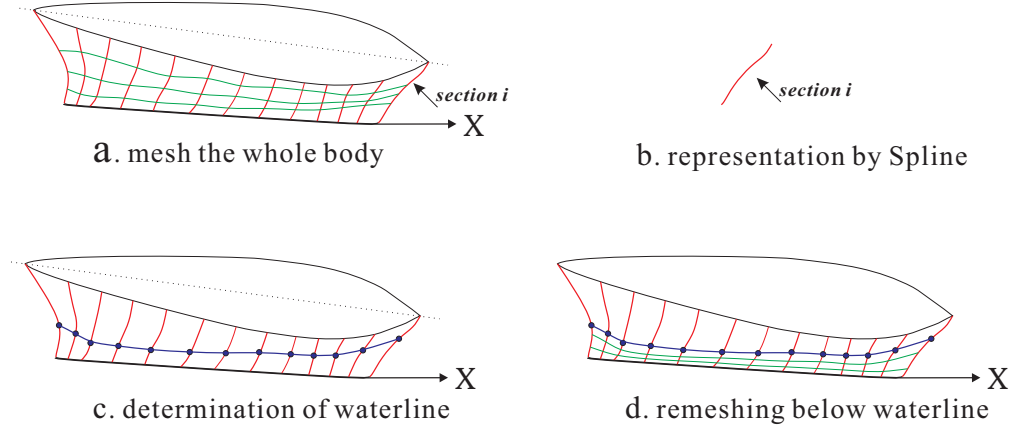 section i
X
a. mesh the whole body
section i
b. representation by Spline
X
c. determination of waterline
X
d. remeshing below waterline